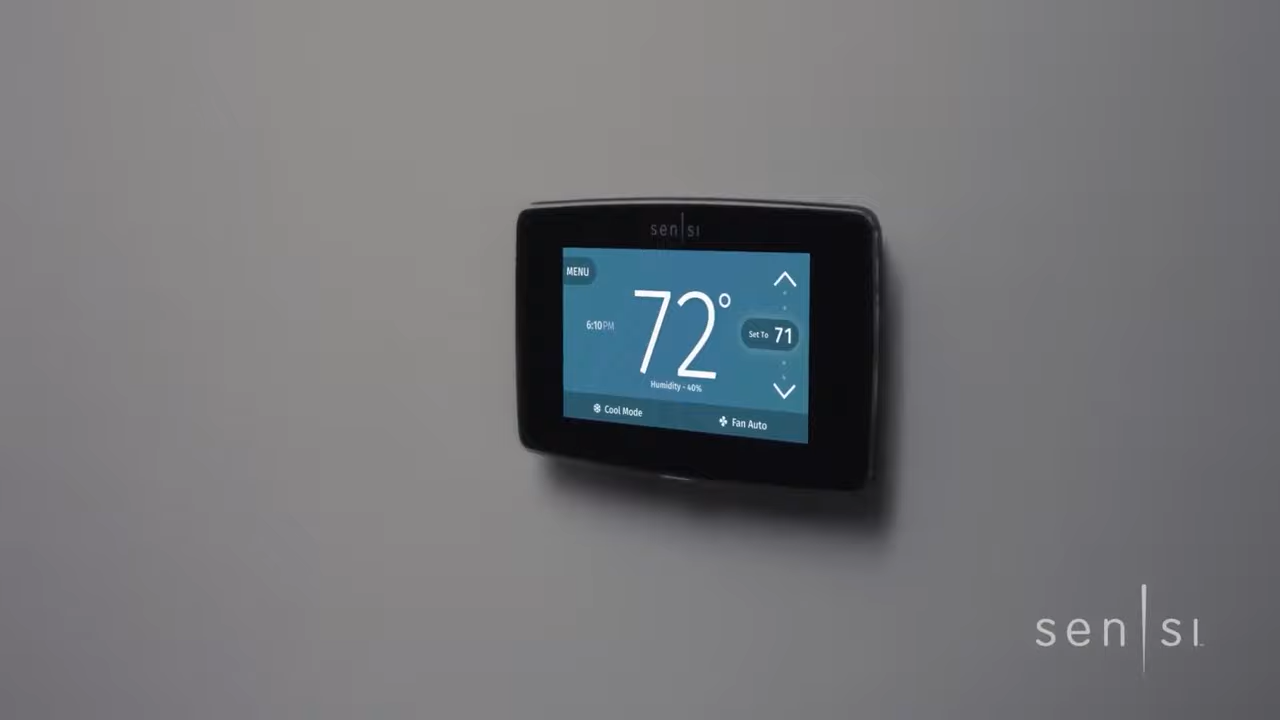 sen|si
MENU
72°
6:10PM
Set To 71
Humidity - 40%
Cool Mode
Fan Auto
sen|si